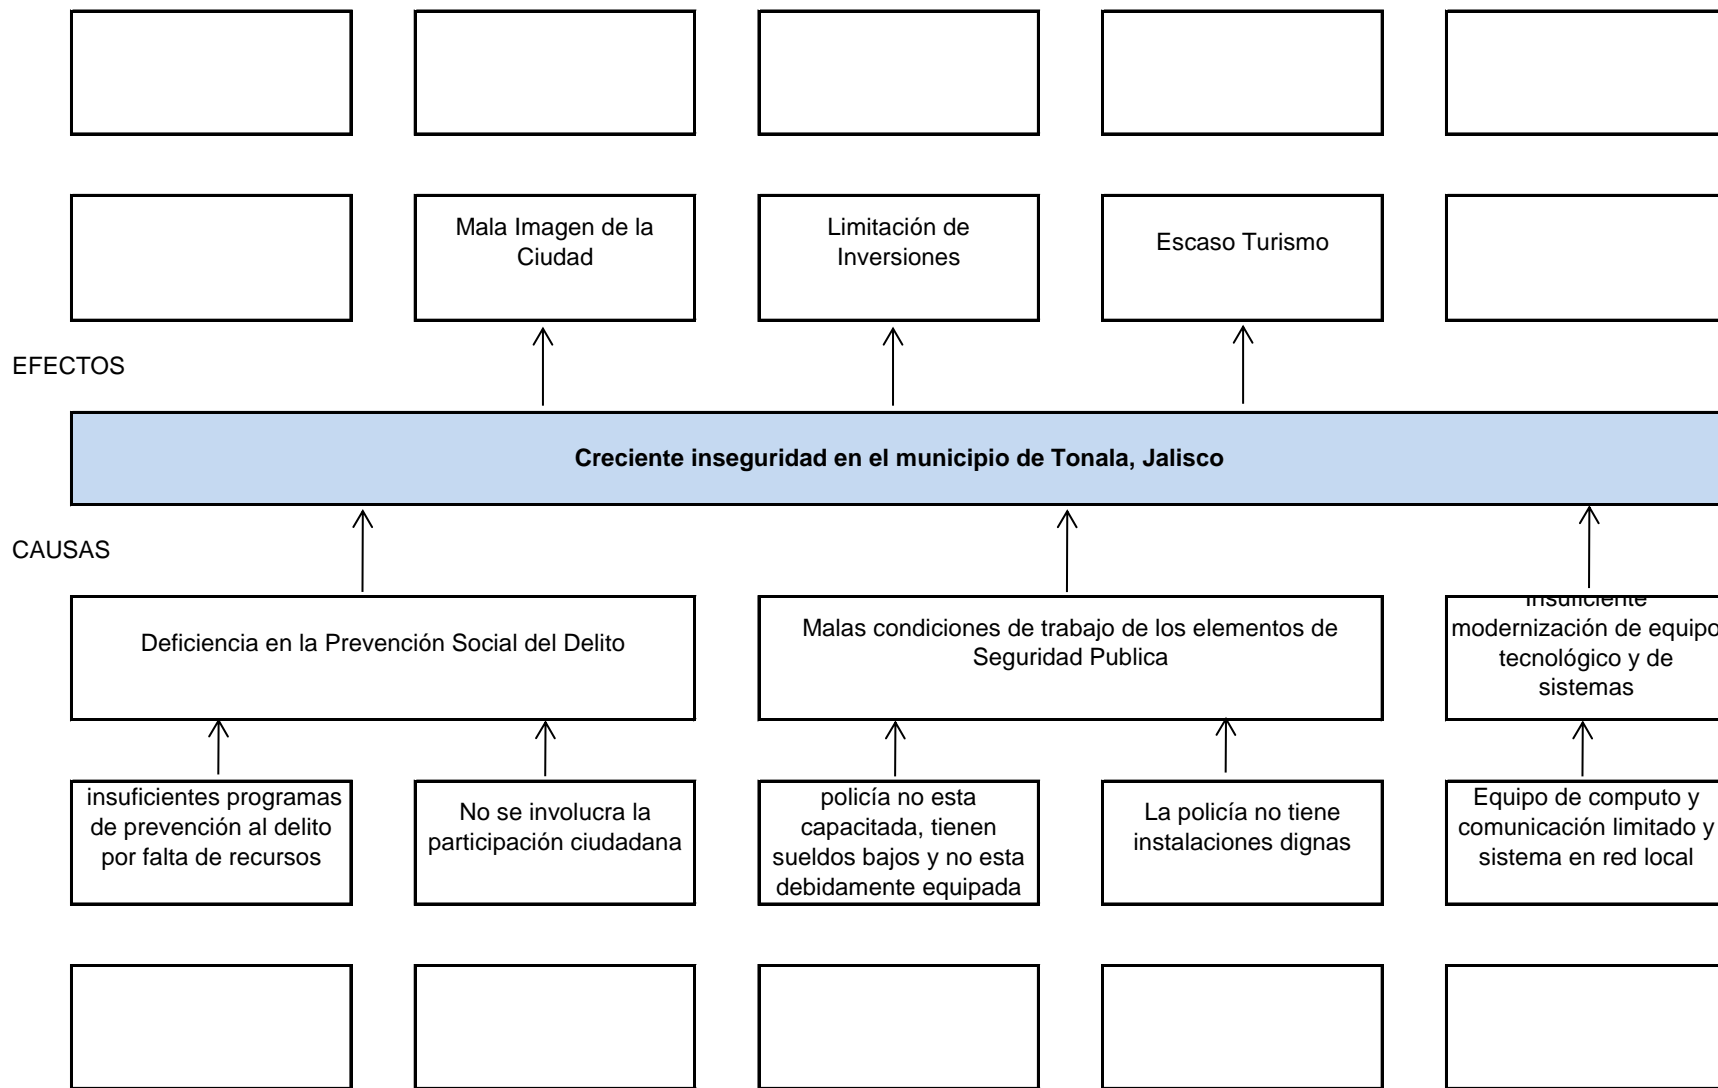 Mala Imagen de la
Ciudad
Limitación de
Inversiones
Escaso Turismo
EFECTOS
Creciente inseguridad en el municipio de Tonala, Jalisco
CAUSAS
Deficiencia en la Prevención Social del Delito
Malas condiciones de trabajo de los elementos de
Seguridad Publica
Insuficiente
modernización de equipo
tecnológico y de
sistemas
insuficientes programas
de prevención al delito
por falta de recursos
No se involucra la
participación ciudadana
policía no esta
capacitada, tienen
sueldos bajos y no esta
debidamente equipada
La policía no tiene
instalaciones dignas
Equipo de computo y
comunicación limitado y
sistema en red local